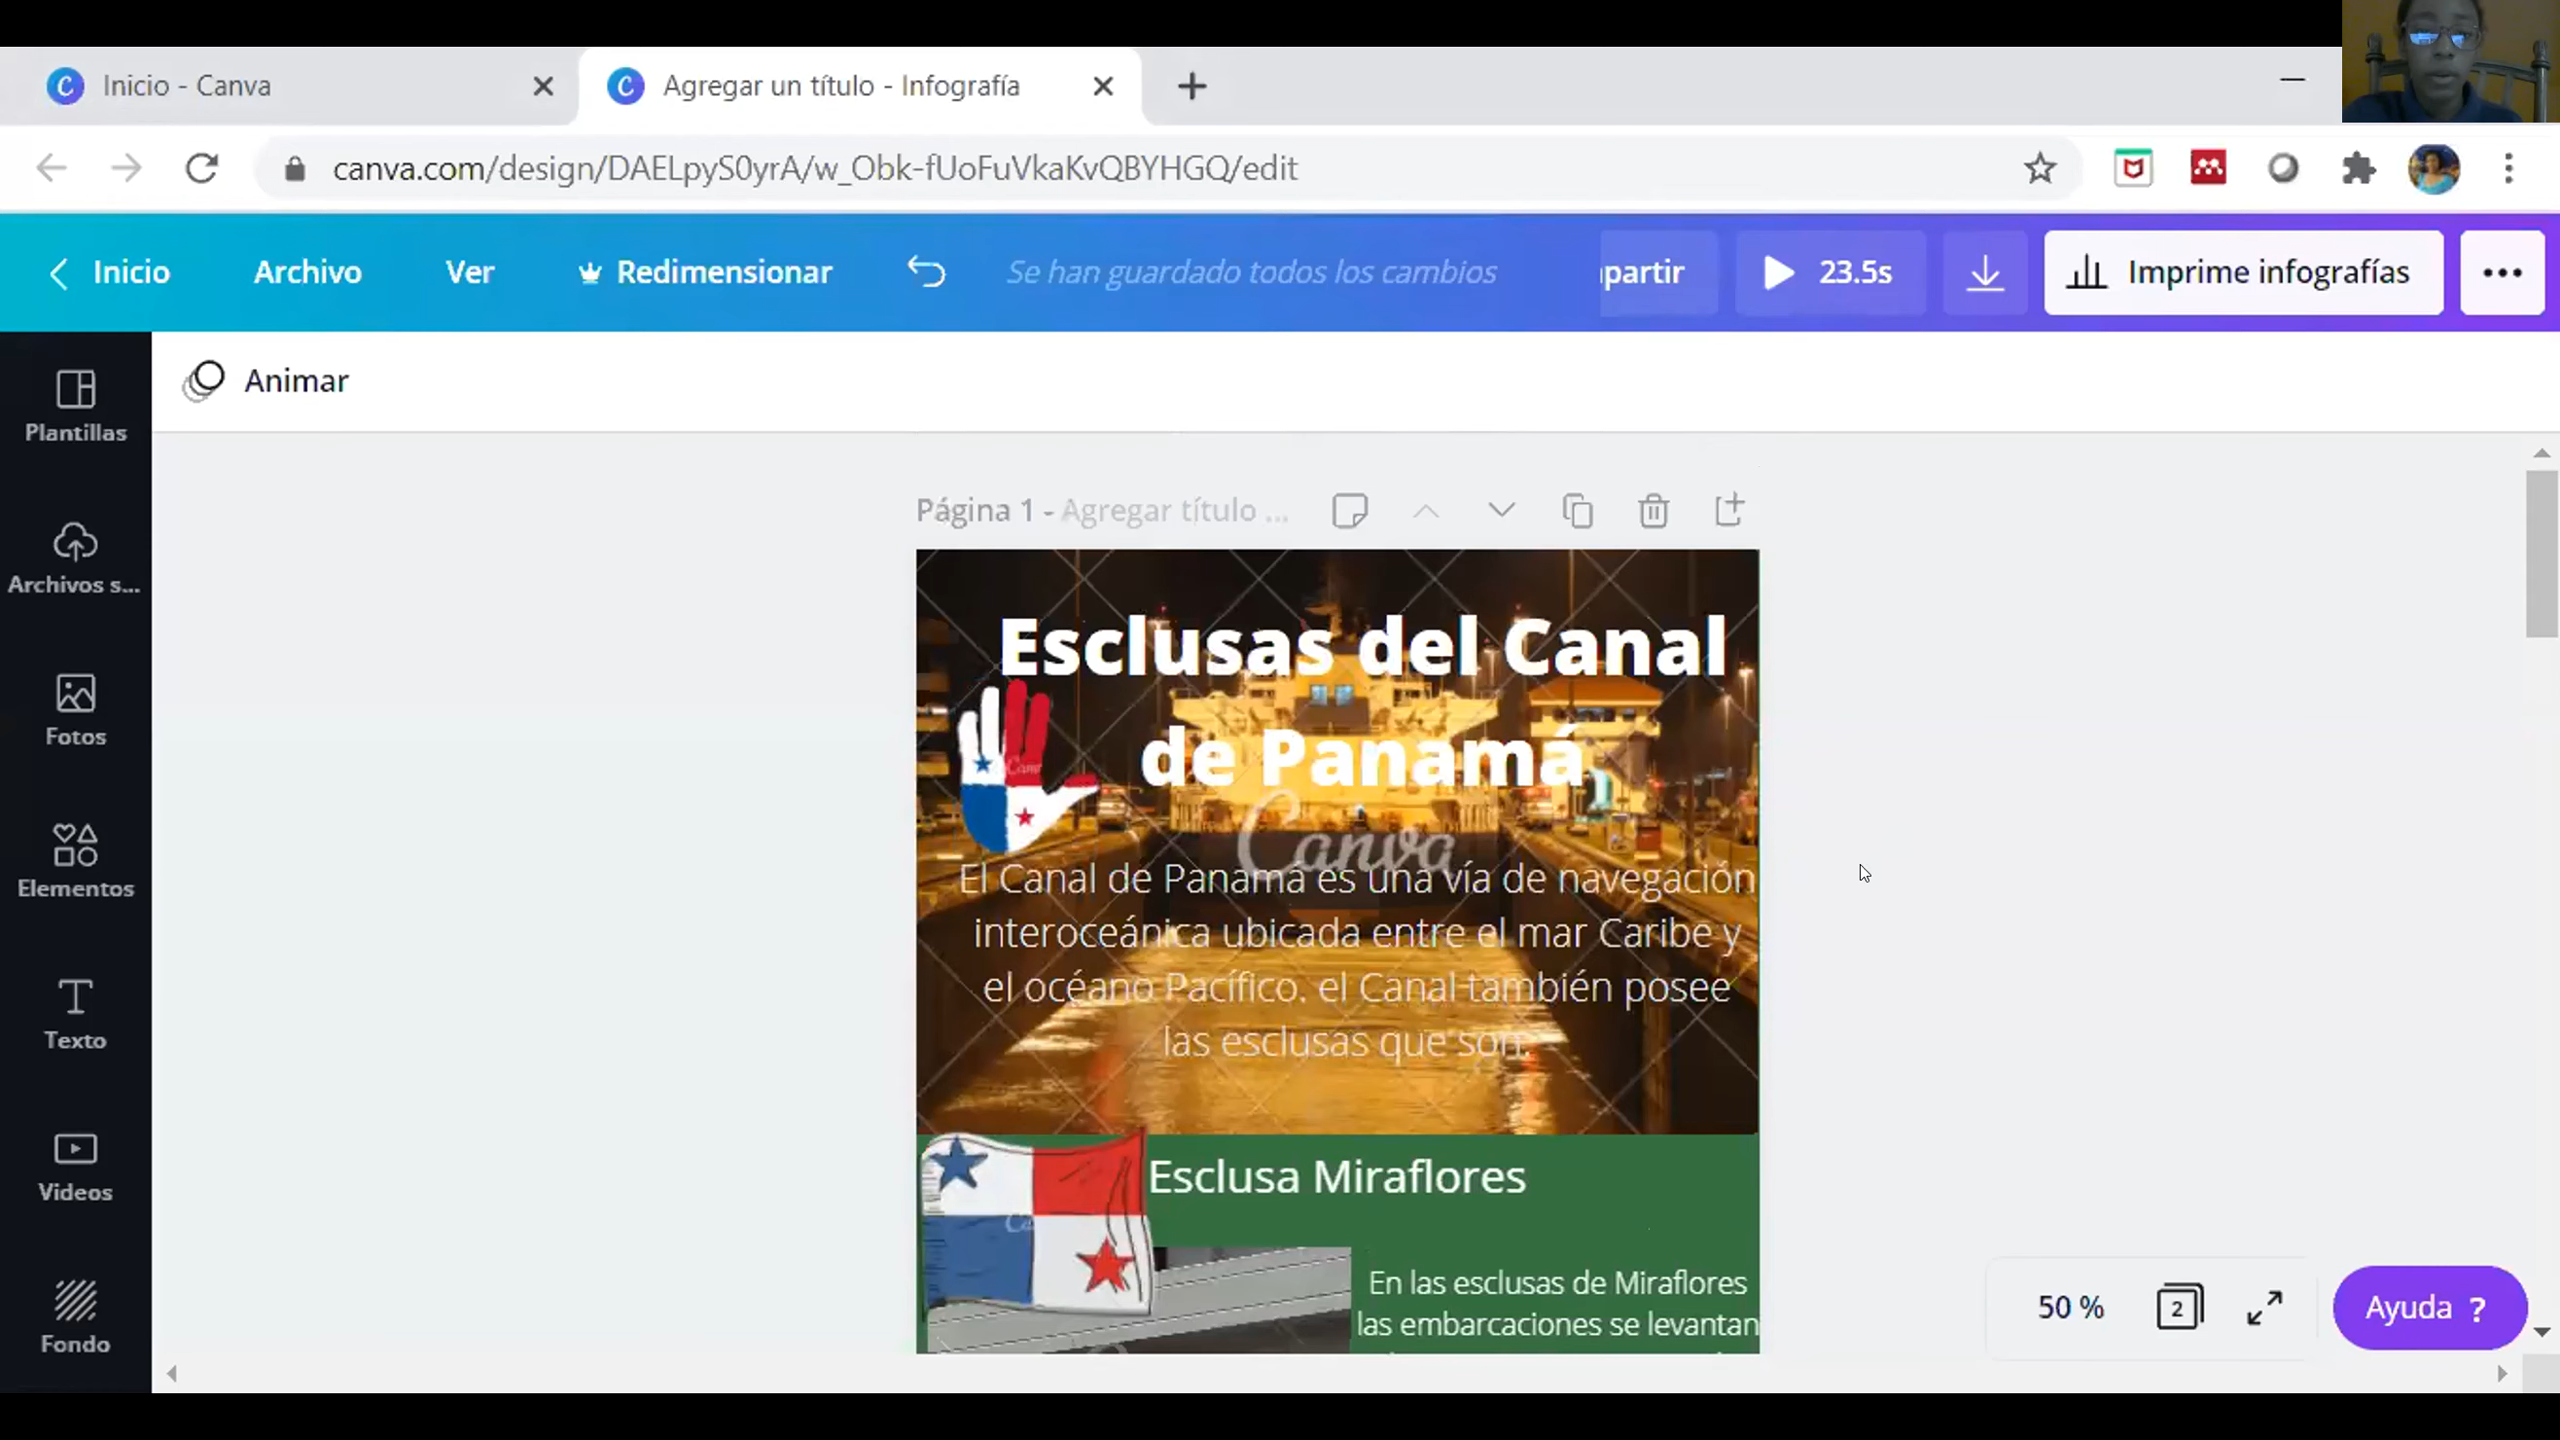 Inicio - Canva
Agregar un título - Infografía
canva.com/design/DAELpyS0yrA/w_Obk-fUoFuVkaKvQBYHGQ/edit
Inicio
Archivo
Ver
Redimensionar
Se han guardado todos los cambios
partir
23.5s
Imprime infografías
Animar
Plantillas
Archivos s...
Fotos
Elementos
Texto
Videos
Fondo
Página 1 - Agregar título ...
Esclusas del Canal
de Panamá
Canva
El Canal de Panamá es una vía de navegación
interoceánica ubicada entre el mar Caribe y
el océano Pacífico. el Canal también posee
las esclusas que son:
Esclusa Miraflores
En las esclusas de Miraflores
las embarcaciones se levantan
50 %
2
Ayuda ?